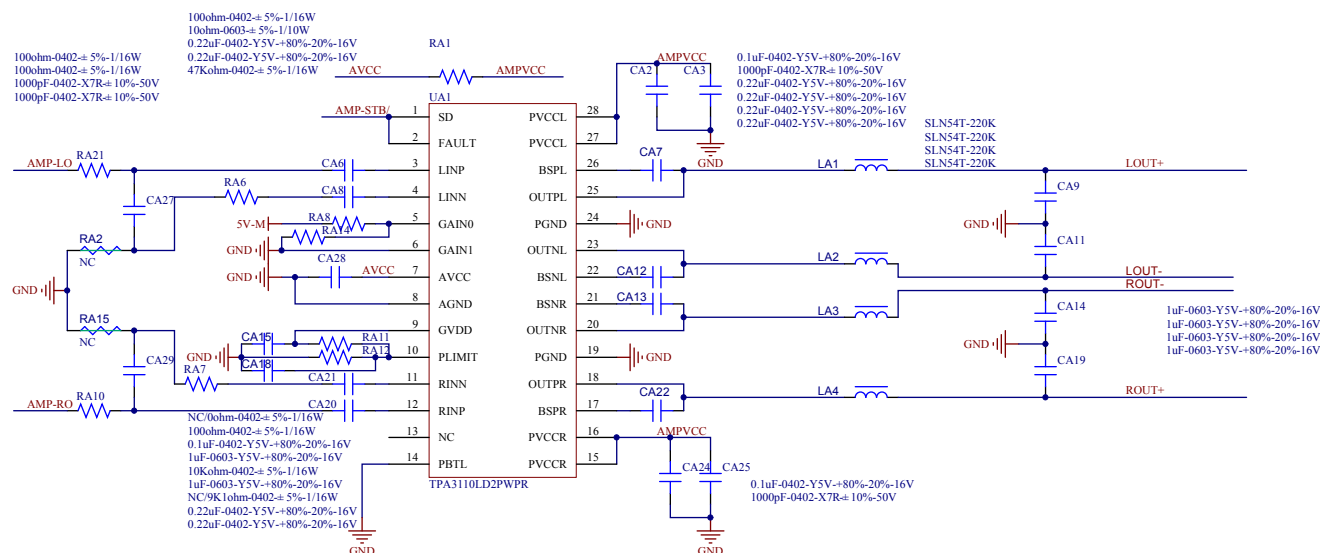 100ohm-0402-±5%-1/16W
10ohm-0603-±5%-1/10W
0.22uF-0402-Y5V-+80%-20%-16V
0.22uF-0402-Y5V-+80%-20%-16V
47Kohm-0402-±5%-1/16W
100ohm-0402-±5%-1/16W
100ohm-0402-±5%-1/16W
1000pF-0402-X7R-±10%-50V
1000pF-0402-X7R-±10%-50V
RA1
AVCC
AMPVCC
AMPVCC
CA2
CA3
0.1uF-0402-Y5V-+80%-20%-16V
1000pF-0402-X7R-±10%-50V
0.22uF-0402-Y5V-+80%-20%-16V
0.22uF-0402-Y5V-+80%-20%-16V
0.22uF-0402-Y5V-+80%-20%-16V
0.22uF-0402-Y5V-+80%-20%-16V
GND
SLN54T-220K
SLN54T-220K
SLN54T-220K
SLN54T-220K
UA1
AMP-STB/
1 SD PVCCL 28
2 FAULT PVCCL 27
3 LINP BSPL 26
4 LINN OUTPL 25
5 GAIN0 PGND 24
6 GAIN1 OUTNL 23
7 AVCC BSNL 22
8 AGND BSNR 21
9 GVDD OUTNR 20
10 PLIMIT PGND 19
11 RINN OUTPR 18
12 RINP BSPR 17
13 NC PVCCR 16
14 PBTL PVCCR 15
TPA3110LD2PWPR
AMP-LO
RA21
CA6
CA7
LA1
LOUT+
RA6
CA8
CA27
CA9
5V-M
RA8
RA14
GND
GND
GND
RA2
NC
CA11
LA2
CA28
AVCC
GND
CA12
LOUT-
GND
CA13
ROUT-
LA3
CA14
RA15
NC
CA15
RA11
RA12
GND
CA18
GND
GND
CA19
1uF-0603-Y5V-+80%-20%-16V
1uF-0603-Y5V-+80%-20%-16V
1uF-0603-Y5V-+80%-20%-16V
1uF-0603-Y5V-+80%-20%-16V
CA29
RA7
CA21
CA22
LA4
ROUT+
AMP-RO
RA10
CA20
NC/0ohm-0402-±5%-1/16W
100ohm-0402-±5%-1/16W
0.1uF-0402-Y5V-+80%-20%-16V
1uF-0603-Y5V-+80%-20%-16V
10Kohm-0402-±5%-1/16W
1uF-0603-Y5V-+80%-20%-16V
NC/9K1ohm-0402-±5%-1/16W
0.22uF-0402-Y5V-+80%-20%-16V
0.22uF-0402-Y5V-+80%-20%-16V
AMPVCC
CA24
CA25
0.1uF-0402-Y5V-+80%-20%-16V
1000pF-0402-X7R-±10%-50V
GND
GND